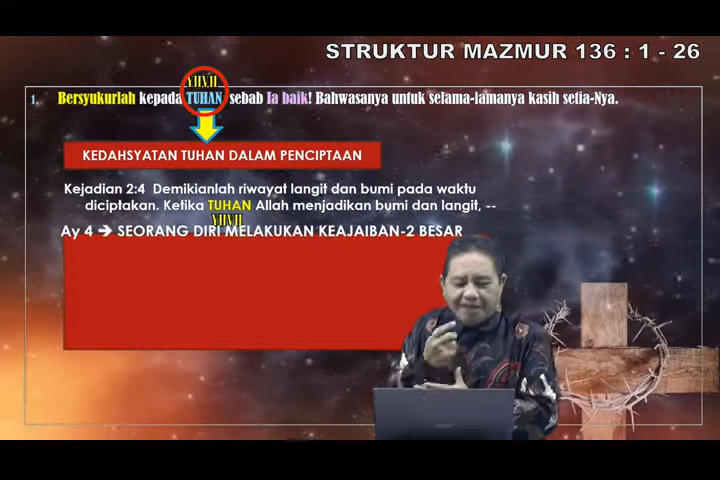 STRUKTUR MAZMUR 136 : 1 - 26
YHVH
1. Bersyukurlah kepada TUHAN sebab Ia baik! Bahwasanya untuk selama-lamanya kasih setia-Nya.
KEDAHSYATAN TUHAN DALAM PENCIPTAAN
Kejadian 2:4 Demikianlah riwayat langit dan bumi pada waktu
diciptakan. Ketika TUHAN Allah menjadikan bumi dan langit, --
YHVH
Ay 4 ➔ SEORANG DIRI MELAKUKAN KEAJAIBAN-2 BESAR